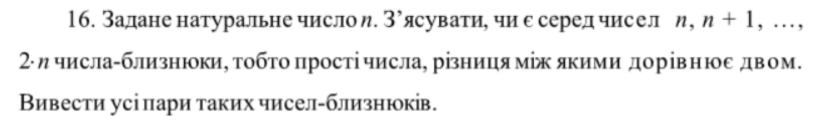 16. Задане натуральне число n. З’ясувати, чи є серед чисел n, n + 1, …,
2·n числа-близнюки, тобто прості числа, різниця між якими дорівнює двом.
Вивести усі пари таких чисел-близнюків.